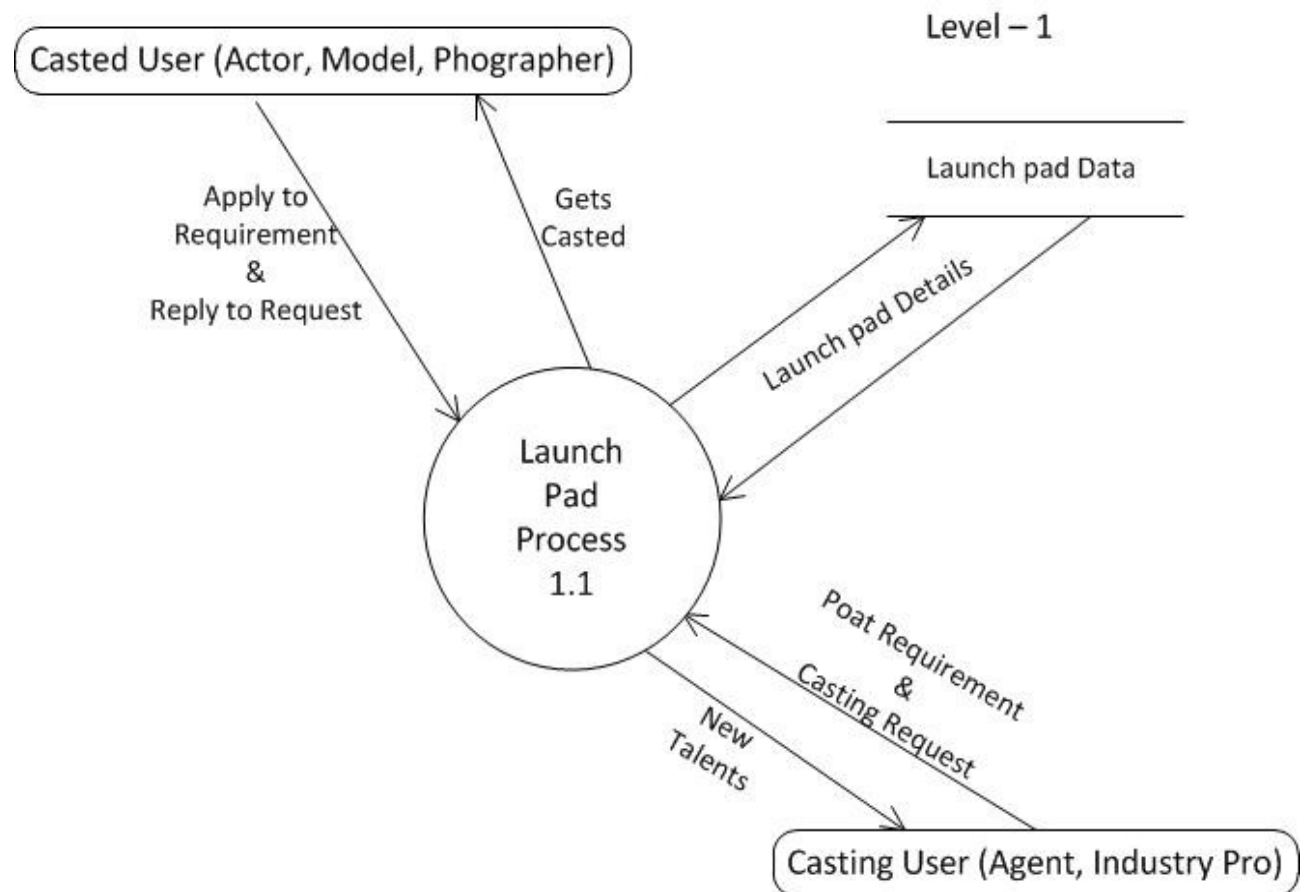 Level – 1
Casted User (Actor, Model, Phographer)
Launch pad Data
Apply to
Requirement
&
Reply to Request
Gets
Casted
Launch pad Details
Launch
Pad
Process
1.1
Poat Requirement
&
Casting Request
New
Talents
Casting User (Agent, Industry Pro)